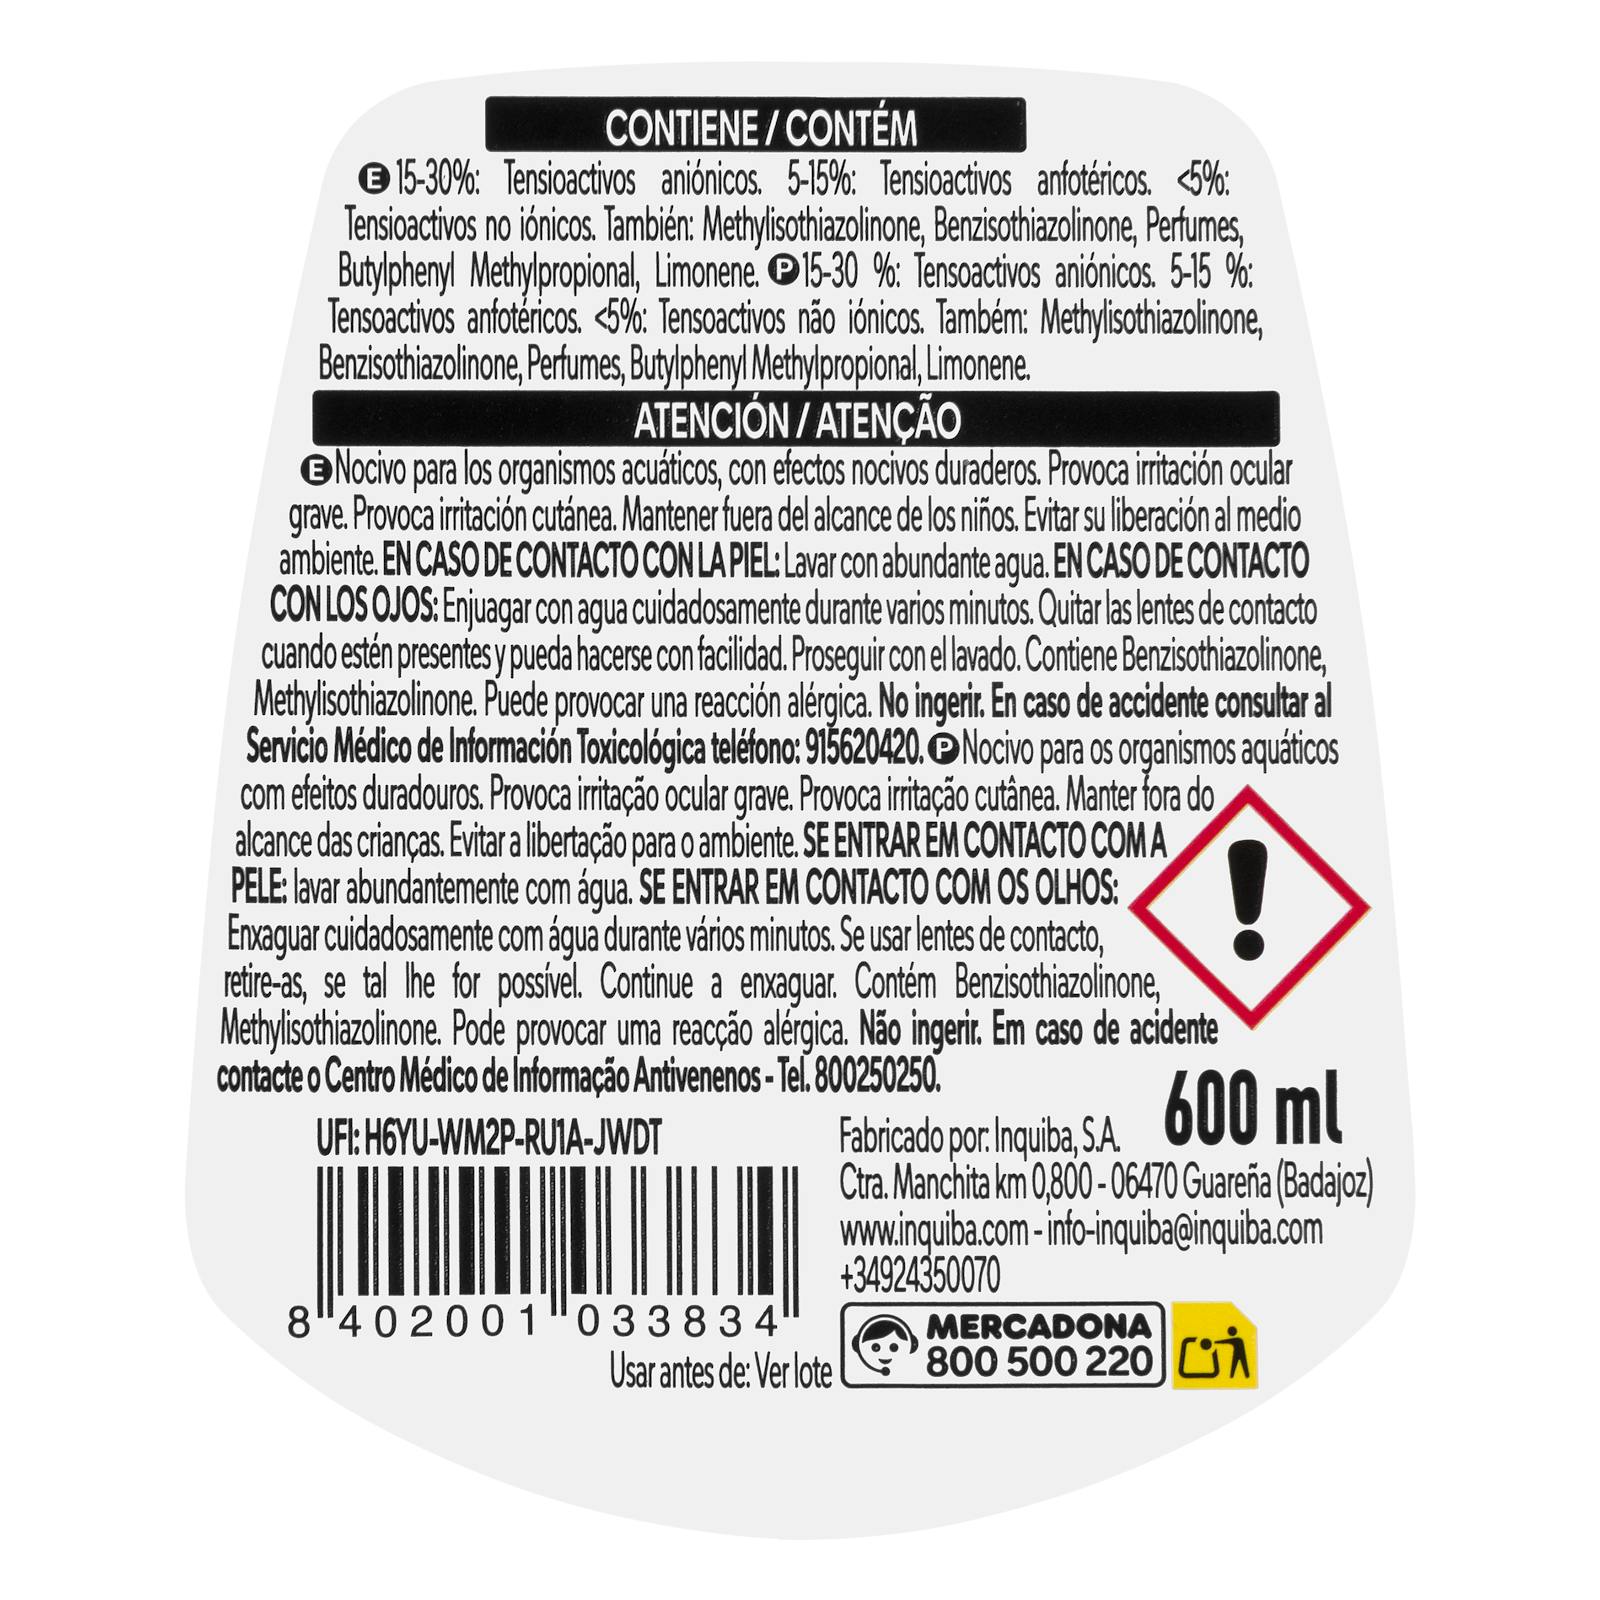 CONTIENE / CONTÉM
E 15-30%: Tensioactivos aniónicos. 5-15%: Tensioactivos anfotéricos. <5%:
Tensioactivos no iónicos. También: Methylisothiazolinone, Benzisothiazolinone, Perfumes,
Butylphenyl Methylpropional, Limonene. P 15-30 %: Tensoactivos aniónicos. 5-15 %:
Tensoactivos anfotéricos. <5%: Tensoactivos não iónicos. Também: Methylisothiazolinone,
Benzisothiazolinone, Perfumes, Butylphenyl Methylpropional, Limonene.
ATENCIÓN / ATENÇÃO
E Nocivo para los organismos acuáticos, con efectos nocivos duraderos. Provoca irritación ocular
grave. Provoca irritación cutánea. Mantener fuera del alcance de los niños. Evitar su liberación al medio
ambiente. EN CASO DE CONTACTO CON LA PIEL: Lavar con abundante agua. EN CASO DE CONTACTO
CON LOS OJOS: Enjuagar con agua cuidadosamente durante varios minutos. Quitar las lentes de contacto
cuando estén presentes y pueda hacerse con facilidad. Proseguir con el lavado. Contiene Benzisothiazolinone,
Methylisothiazolinone. Puede provocar una reacción alérgica. No ingerir. En caso de accidente consultar al
Servicio Médico de Información Toxicológica teléfono: 915620420. P Nocivo para os organismos aquáticos
com efeitos duradouros. Provoca irritação ocular grave. Provoca irritação cutânea. Manter fora do
alcance das crianças. Evitar a libertação para o ambiente. SE ENTRAR EM CONTACTO COM A
PELE: lavar abundantemente com água. SE ENTRAR EM CONTACTO COM OS OLHOS:
Enxaguar cuidadosamente com água durante vários minutos. Se usar lentes de contacto,
retire-as, se tal lhe for possível. Continue a enxaguar. Contém Benzisothiazolinone,
Methylisothiazolinone. Pode provocar uma reacção alérgica. Não ingerir. Em caso de acidente
contacte o Centro Médico de Informação Antivenenos - Tel. 800250250.
600 ml
UFI: H6YU-WM2P-RU1A-JWDT
8 402001 033834
Usar antes de: Ver lote
Fabricado por: Inquiba, S.A.
Ctra. Manchita km 0,800 - 06470 Guareña (Badajoz)
www.inquiba.com - info-inquiba@inquiba.com
+34924350070
MERCADONA
800 500 220